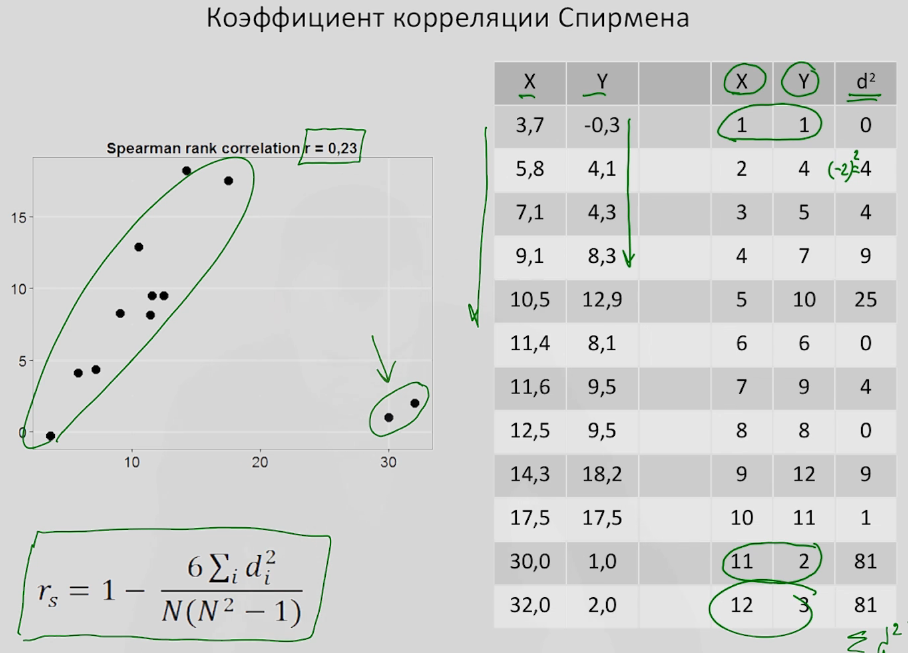 Коэффициент корреляции Спирмена
Spearman rank correlation r = 0,23
15
10
5
0
10 20 30
r_s = 1 − 6∑_i d_i^2 / N(N^2 − 1)
X Y X Y d²
3,7 -0,3 1 1 0
5,8 4,1 2 4 (-2)²= 4
7,1 4,3 3 5 4
9,1 8,3 4 7 9
10,5 12,9 5 10 25
11,4 8,1 6 6 0
11,6 9,5 7 9 4
12,5 9,5 8 8 0
14,3 18,2 9 12 9
17,5 17,5 10 11 1
30,0 1,0 11 2 81
32,0 2,0 12 3 81
∑ d²